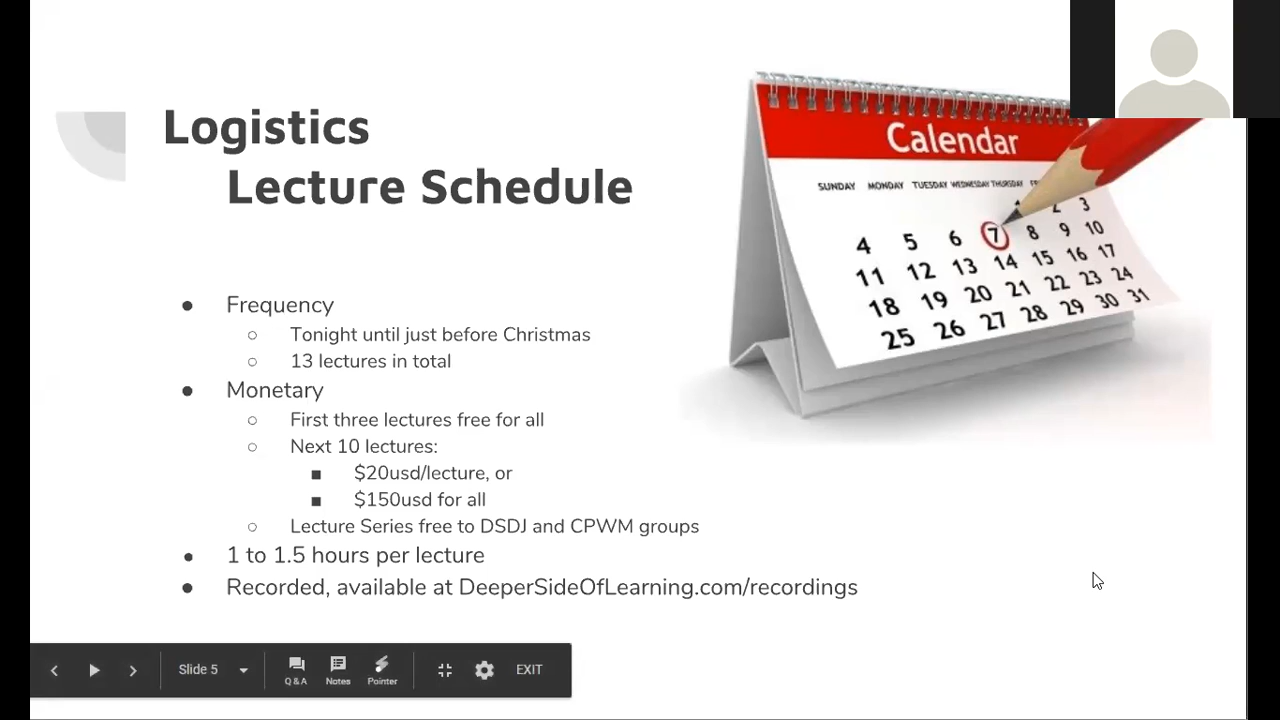 Logistics
Lecture Schedule
Calendar
SUNDAY MONDAY TUESDAY WEDNESDAY THURSDAY
1 2 3
4 5 6 7 8 9 10
11 12 13 14 15 16 17
18 19 20 21 22 23 24
25 26 27 28 29 30 31
● Frequency
○ Tonight until just before Christmas
○ 13 lectures in total
● Monetary
○ First three lectures free for all
○ Next 10 lectures:
■ $20usd/lecture, or
■ $150usd for all
○ Lecture Series free to DSDJ and CPWM groups
● 1 to 1.5 hours per lecture
● Recorded, available at DeeperSideOfLearning.com/recordings
Slide 5 Q & A Notes Pointer EXIT